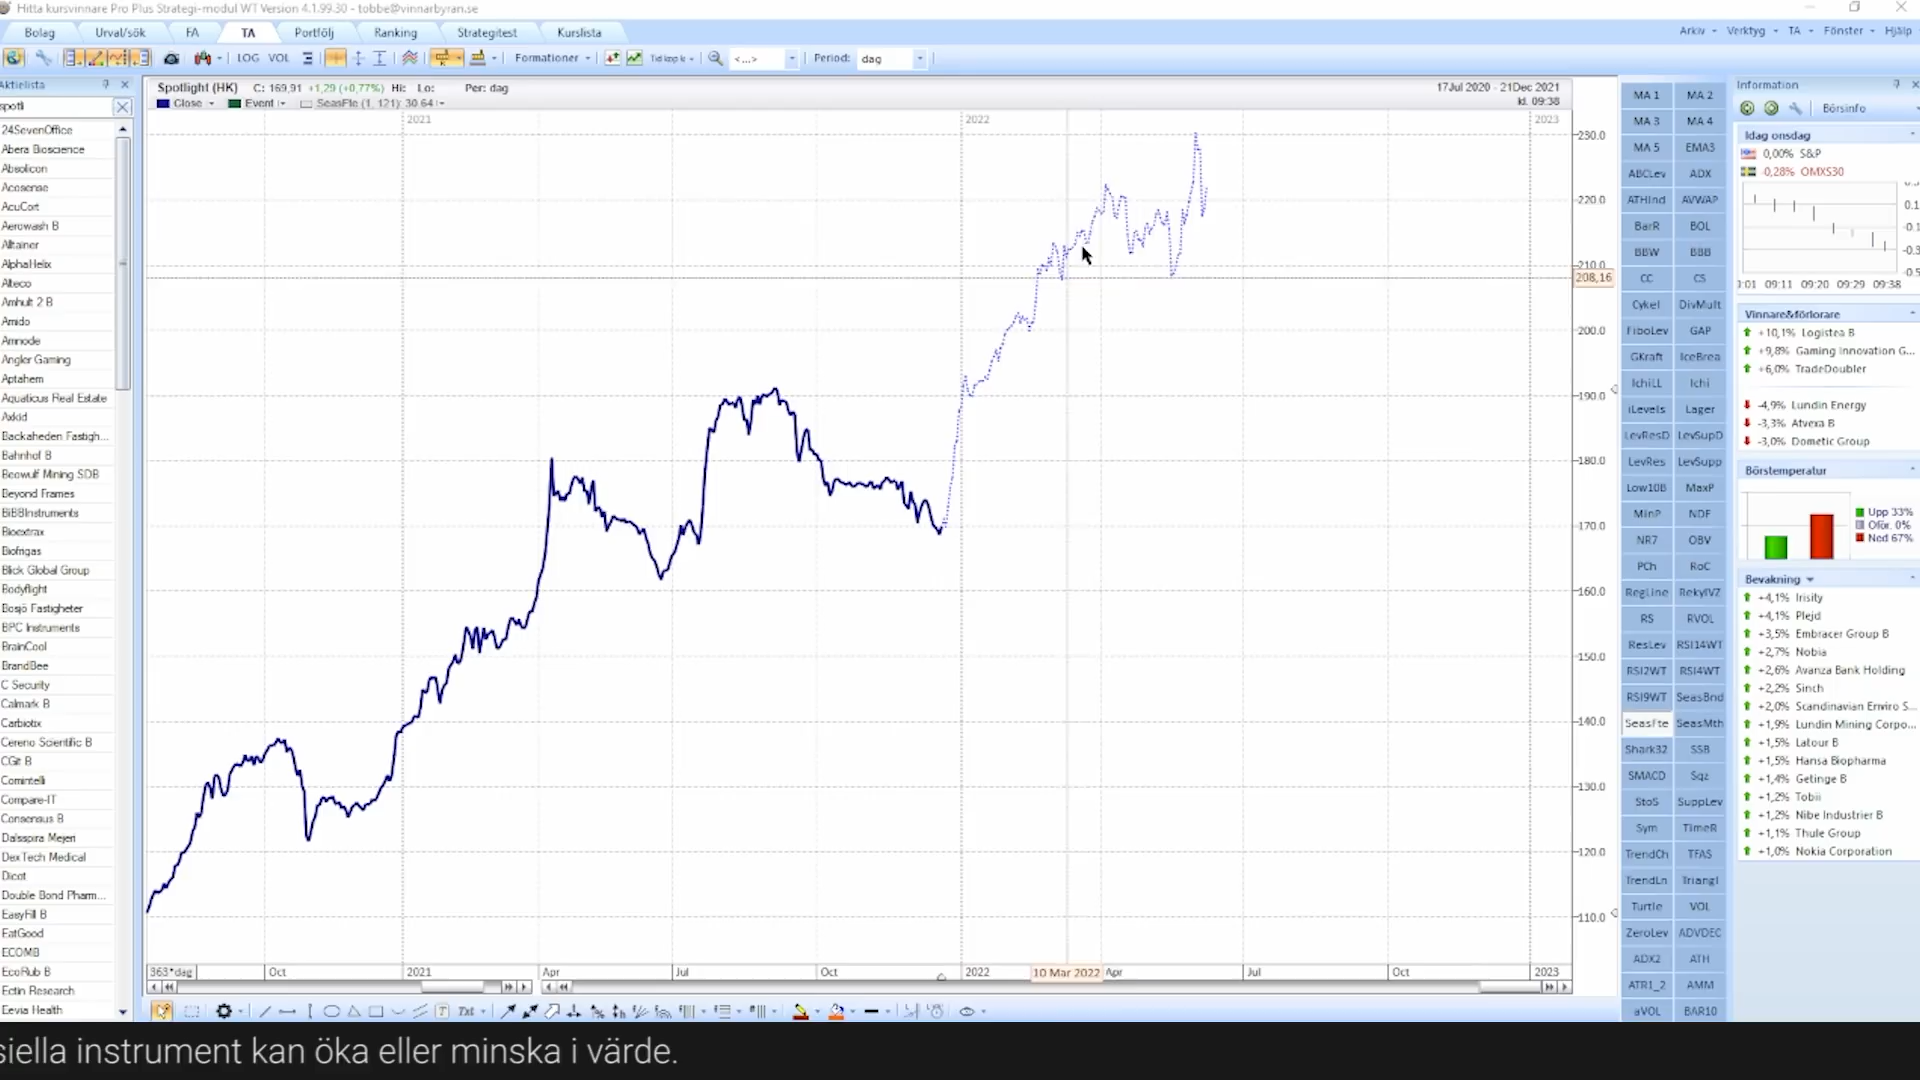 Hitta kursvinnare Pro Plus Strategi-modul WT Version 4.1.99.30 - tobbe@vinnarbyran.se
Bolag Urval/sök FA TA Portfölj Ranking Strategitest Kurslista
Arkiv Verktyg TA Fönster Hjälp
LOG VOL Formationer <...> Period: dag
Aktielista
spotl
24SevenOffice
Abera Bioscience
Absolicon
Acosense
AcuCort
Aerowash B
Alltainer
AlphaHelix
Alteco
Amhult 2 B
Amido
Amnode
Angler Gaming
Aptahem
Aquaticus Real Estate
Axkid
Backaheden Fastigh...
Bahnhof B
Beowulf Mining SDB
Beyond Frames
BiBBInstruments
Bioextrax
Biofrigas
Blick Global Group
Bodyflight
Bosjö Fastigheter
BPC Instruments
BrainCool
BrandBee
C Security
Calmark B
Carbiotix
Cereno Scientific B
CGit B
Comintelli
Compare-IT
Consensus B
Dalsspira Mejeri
DexTech Medical
Dicot
Double Bond Pharm...
EasyFill B
EatGood
ECOMB
EcoRub B
Ectin Research
Eevia Health
Spotlight (HK) C: 169,91 +1,29 (+0,77%) Hi: Lo: Per: dag
17Jul 2020 - 21Dec 2021
kl. 09:38
Close Event SeasFte (1, 121): 30.64
2021 2022 2023
230.0
220.0
210.0
208,16
200.0
190.0
180.0
170.0
160.0
150.0
140.0
130.0
120.0
110.0
363*dag Oct 2021 Apr Jul Oct 2022 10 Mar 2022 Apr Jul Oct 2023
Txt
MA 1 MA 2
MA 3 MA 4
MA 5 EMA3
ABCLev ADX
ATHInd AVWAP
BarR BOL
BBW BBB
CC CS
Cykel DivMult
FiboLev GAP
GKraft IceBrea
IchiLL Ichi
iLevels Lager
LevResD LevSupD
LevRes LevSupp
Low10B MaxP
MinP NDF
NR7 OBV
PCh RoC
RegLine RekylVZ
RS RVOL
ResLev RSI14WT
RSI2WT RSI4WT
RSI9WT SeasBnd
SeasFte SeasMth
Shark32 SSB
SMACD Sqz
StoS SuppLev
Sym TimeR
TrendCh TFAS
TrendLn Triangl
Turtle VOL
ZeroLev ADVDEC
ADX2 ATH
ATR1_2 AMM
aVOL BAR10
Information
Börsinfo
Idag onsdag
0,00% S&P
-0,28% OMXS30
0.1
-0.1
-0.3
-0.5
09:11 09:20 09:29 09:38
Vinnare&förlorare
+10,1% Logistea B
+9,8% Gaming Innovation G...
+6,0% TradeDoubler
-4,9% Lundin Energy
-3,3% Atvexa B
-3,0% Dometic Group
Börstemperatur
Upp 33%
Oför. 0%
Ned 67%
Bevakning
+4,1% Irisity
+4,1% Plejd
+3,5% Embracer Group B
+2,7% Nobia
+2,6% Avanza Bank Holding
+2,2% Sinch
+2,0% Scandinavian Enviro S...
+1,9% Lundin Mining Corpo...
+1,5% Latour B
+1,5% Hansa Biopharma
+1,4% Getinge B
+1,2% Tobii
+1,2% Nibe Industrier B
+1,1% Thule Group
+1,0% Nokia Corporation
siella instrument kan öka eller minska i värde.